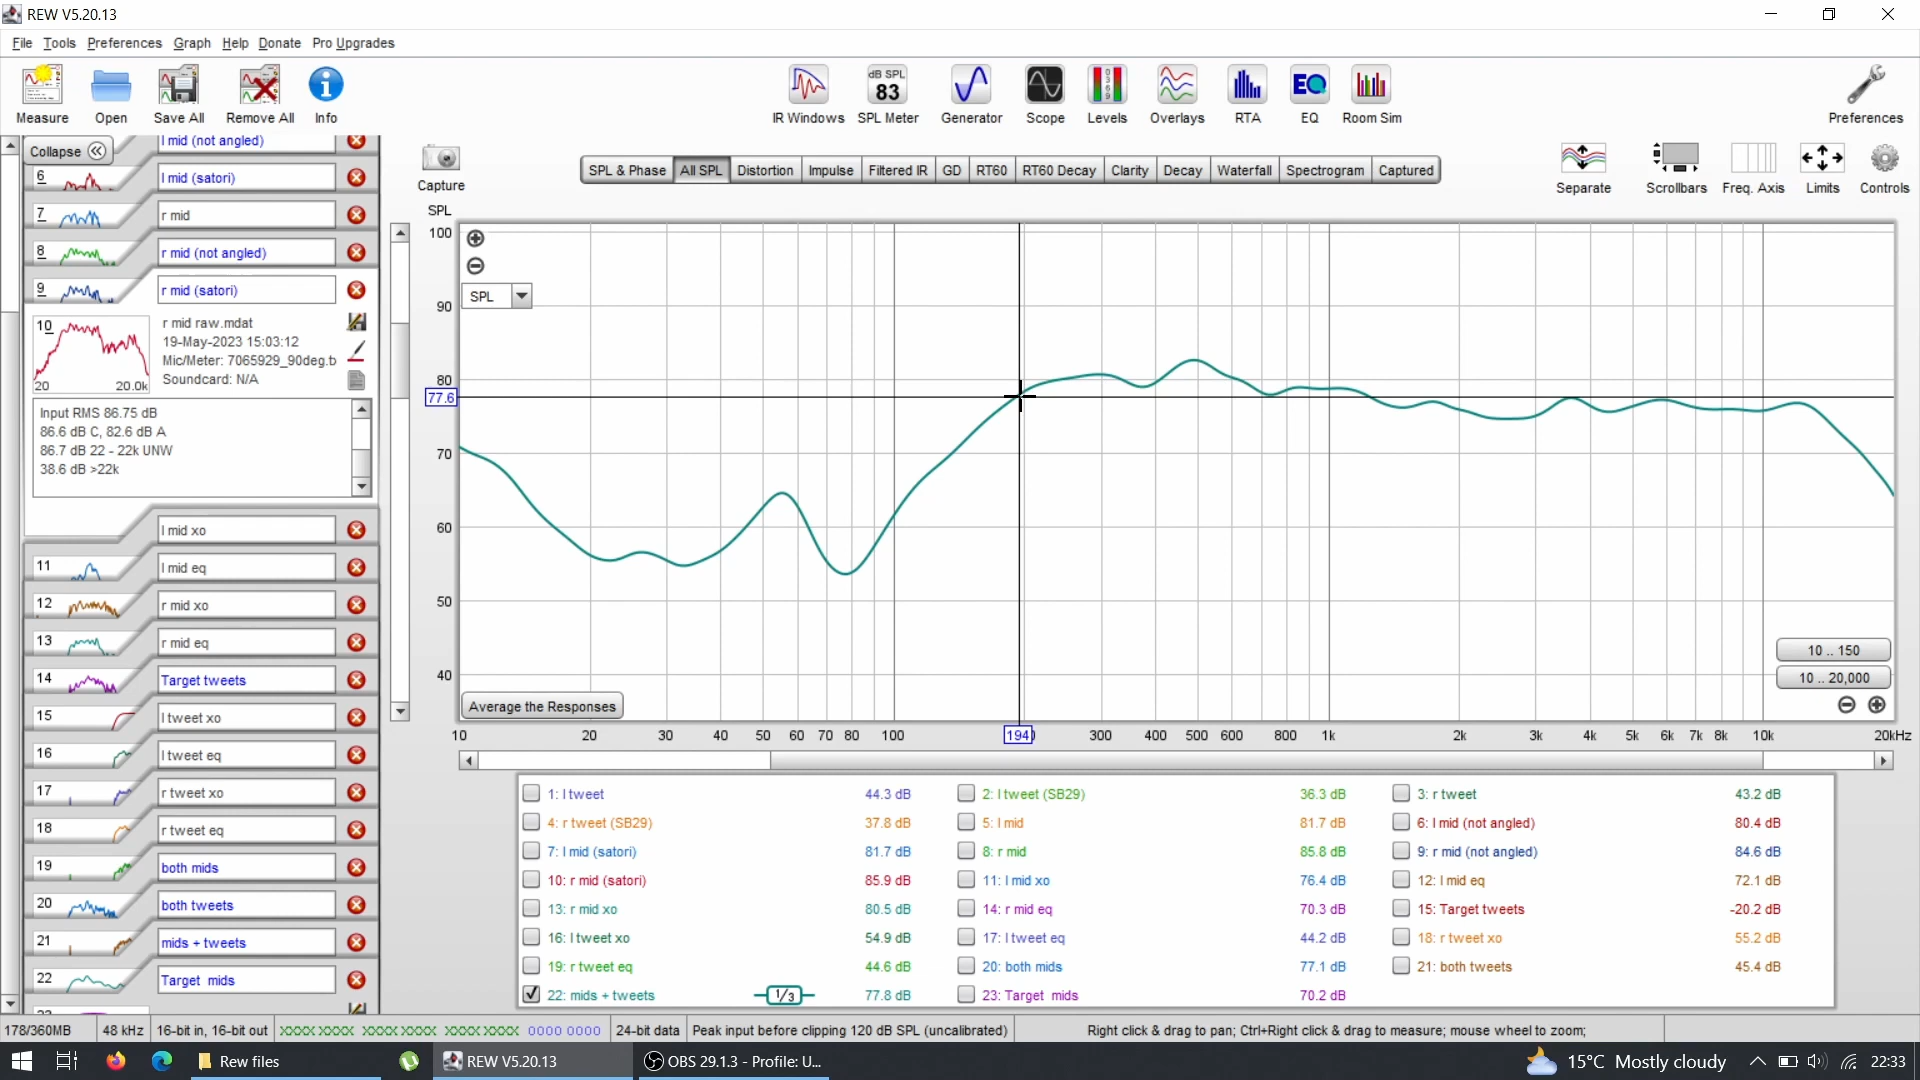 REW V5.20.13
File Tools Preferences Graph Help Donate Pro Upgrades
dB SPL
83
EQ
Measure Open Save All Remove All Info IR Windows SPL Meter Generator Scope Levels Overlays RTA EQ Room Sim Preferences
Collapse
l mid (not angled)
6 l mid (satori)
7 r mid
8 r mid (not angled)
9 r mid (satori)
10
20 20.0k
r mid raw.mdat
19-May-2023 15:03:12
Mic/Meter: 7065929_90deg.b
Soundcard: N/A
Input RMS 86.75 dB
86.6 dB C, 82.6 dB A
86.7 dB 22 - 22k UNW
38.6 dB >22k
l mid xo
11 l mid eq
12 r mid xo
13 r mid eq
14 Target tweets
15 l tweet xo
16 l tweet eq
17 r tweet xo
18 r tweet eq
19 both mids
20 both tweets
21 mids + tweets
22 Target mids
Capture
SPL & Phase All SPL Distortion Impulse Filtered IR GD RT60 RT60 Decay Clarity Decay Waterfall Spectrogram Captured
Separate Scrollbars Freq. Axis Limits Controls
SPL
100
SPL
90
80
77.6
70
60
50
40
10 .. 150
10 .. 20,000
Average the Responses
10 20 30 40 50 60 70 80 100 194 300 400 500 600 800 1k 2k 3k 4k 5k 6k 7k 8k 10k 20kHz
1: l tweet 44.3 dB 2: l tweet (SB29) 36.3 dB 3: r tweet 43.2 dB
4: r tweet (SB29) 37.8 dB 5: l mid 81.7 dB 6: l mid (not angled) 80.4 dB
7: l mid (satori) 81.7 dB 8: r mid 85.8 dB 9: r mid (not angled) 84.6 dB
10: r mid (satori) 85.9 dB 11: l mid xo 76.4 dB 12: l mid eq 72.1 dB
13: r mid xo 80.5 dB 14: r mid eq 70.3 dB 15: Target tweets -20.2 dB
16: l tweet xo 54.9 dB 17: l tweet eq 44.2 dB 18: r tweet xo 55.2 dB
19: r tweet eq 44.6 dB 20: both mids 77.1 dB 21: both tweets 45.4 dB
22: mids + tweets 1/3 77.8 dB 23: Target mids 70.2 dB
178/360MB 48 kHz 16-bit in, 16-bit out XXXX XXXX XXXX XXXX XXXX XXXX 0000 0000 24-bit data Peak input before clipping 120 dB SPL (uncalibrated) Right click & drag to pan; Ctrl+Right click & drag to measure; mouse wheel to zoom;
Rew files REW V5.20.13 OBS 29.1.3 - Profile: U... 15°C Mostly cloudy 22:33